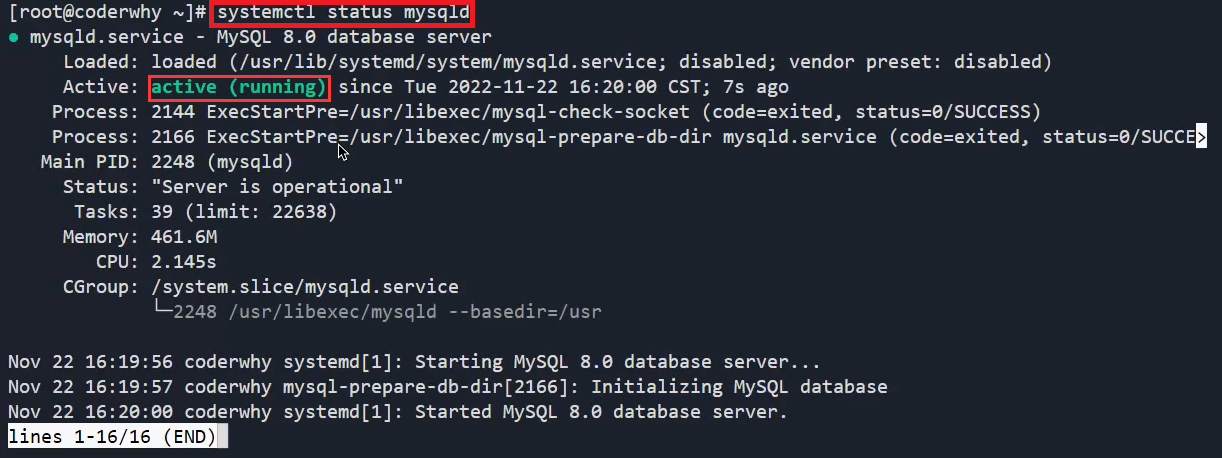 [root@coderwhy ~]# systemctl status mysqld
● mysqld.service - MySQL 8.0 database server
Loaded: loaded (/usr/lib/systemd/system/mysqld.service; disabled; vendor preset: disabled)
Active: active (running) since Tue 2022-11-22 16:20:00 CST; 7s ago
Process: 2144 ExecStartPre=/usr/libexec/mysql-check-socket (code=exited, status=0/SUCCESS)
Process: 2166 ExecStartPre=/usr/libexec/mysql-prepare-db-dir mysqld.service (code=exited, status=0/SUCCE>
Main PID: 2248 (mysqld)
Status: "Server is operational"
Tasks: 39 (limit: 22638)
Memory: 461.6M
CPU: 2.145s
CGroup: /system.slice/mysqld.service
└─2248 /usr/libexec/mysqld --basedir=/usr
Nov 22 16:19:56 coderwhy systemd[1]: Starting MySQL 8.0 database server...
Nov 22 16:19:57 coderwhy mysql-prepare-db-dir[2166]: Initializing MySQL database
Nov 22 16:20:00 coderwhy systemd[1]: Started MySQL 8.0 database server.
lines 1-16/16 (END)